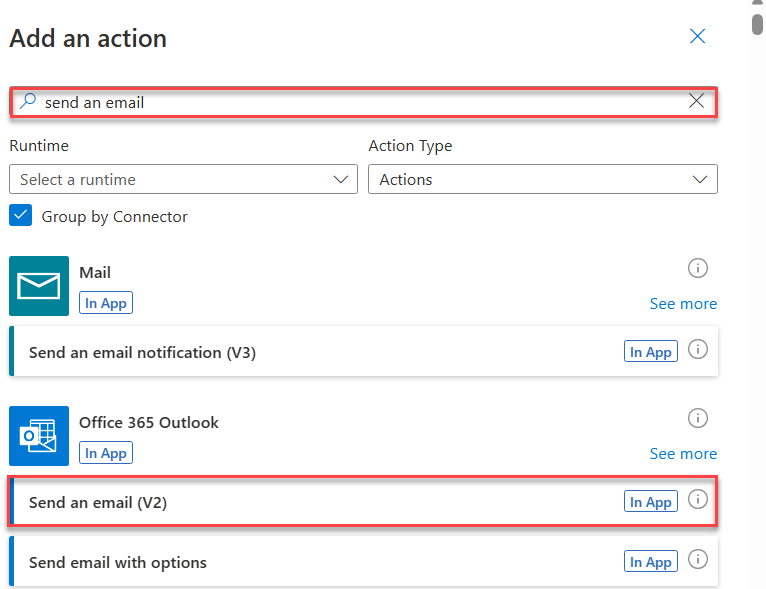 Add an action
send an email
Runtime Action Type
Select a runtime Actions
Group by Connector
Mail
In App
See more
Send an email notification (V3) In App
Office 365 Outlook
In App
See more
Send an email (V2) In App
Send email with options In App